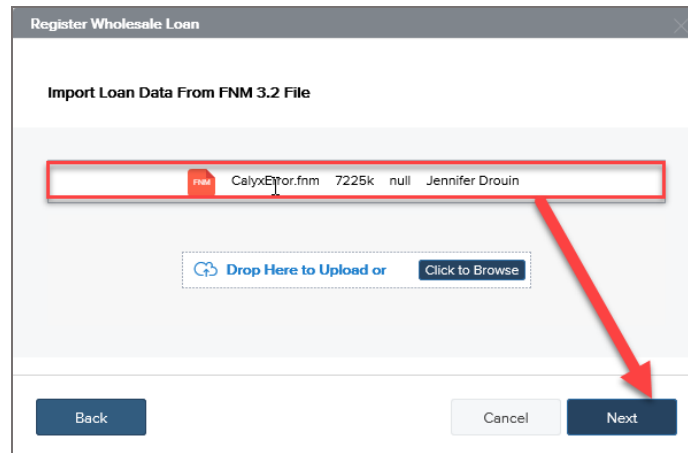 Register Wholesale Loan
Import Loan Data From FNM 3.2 File
FNM CalyxError.fnm 7225k null Jennifer Drouin
Drop Here to Upload or Click to Browse
Back Cancel Next